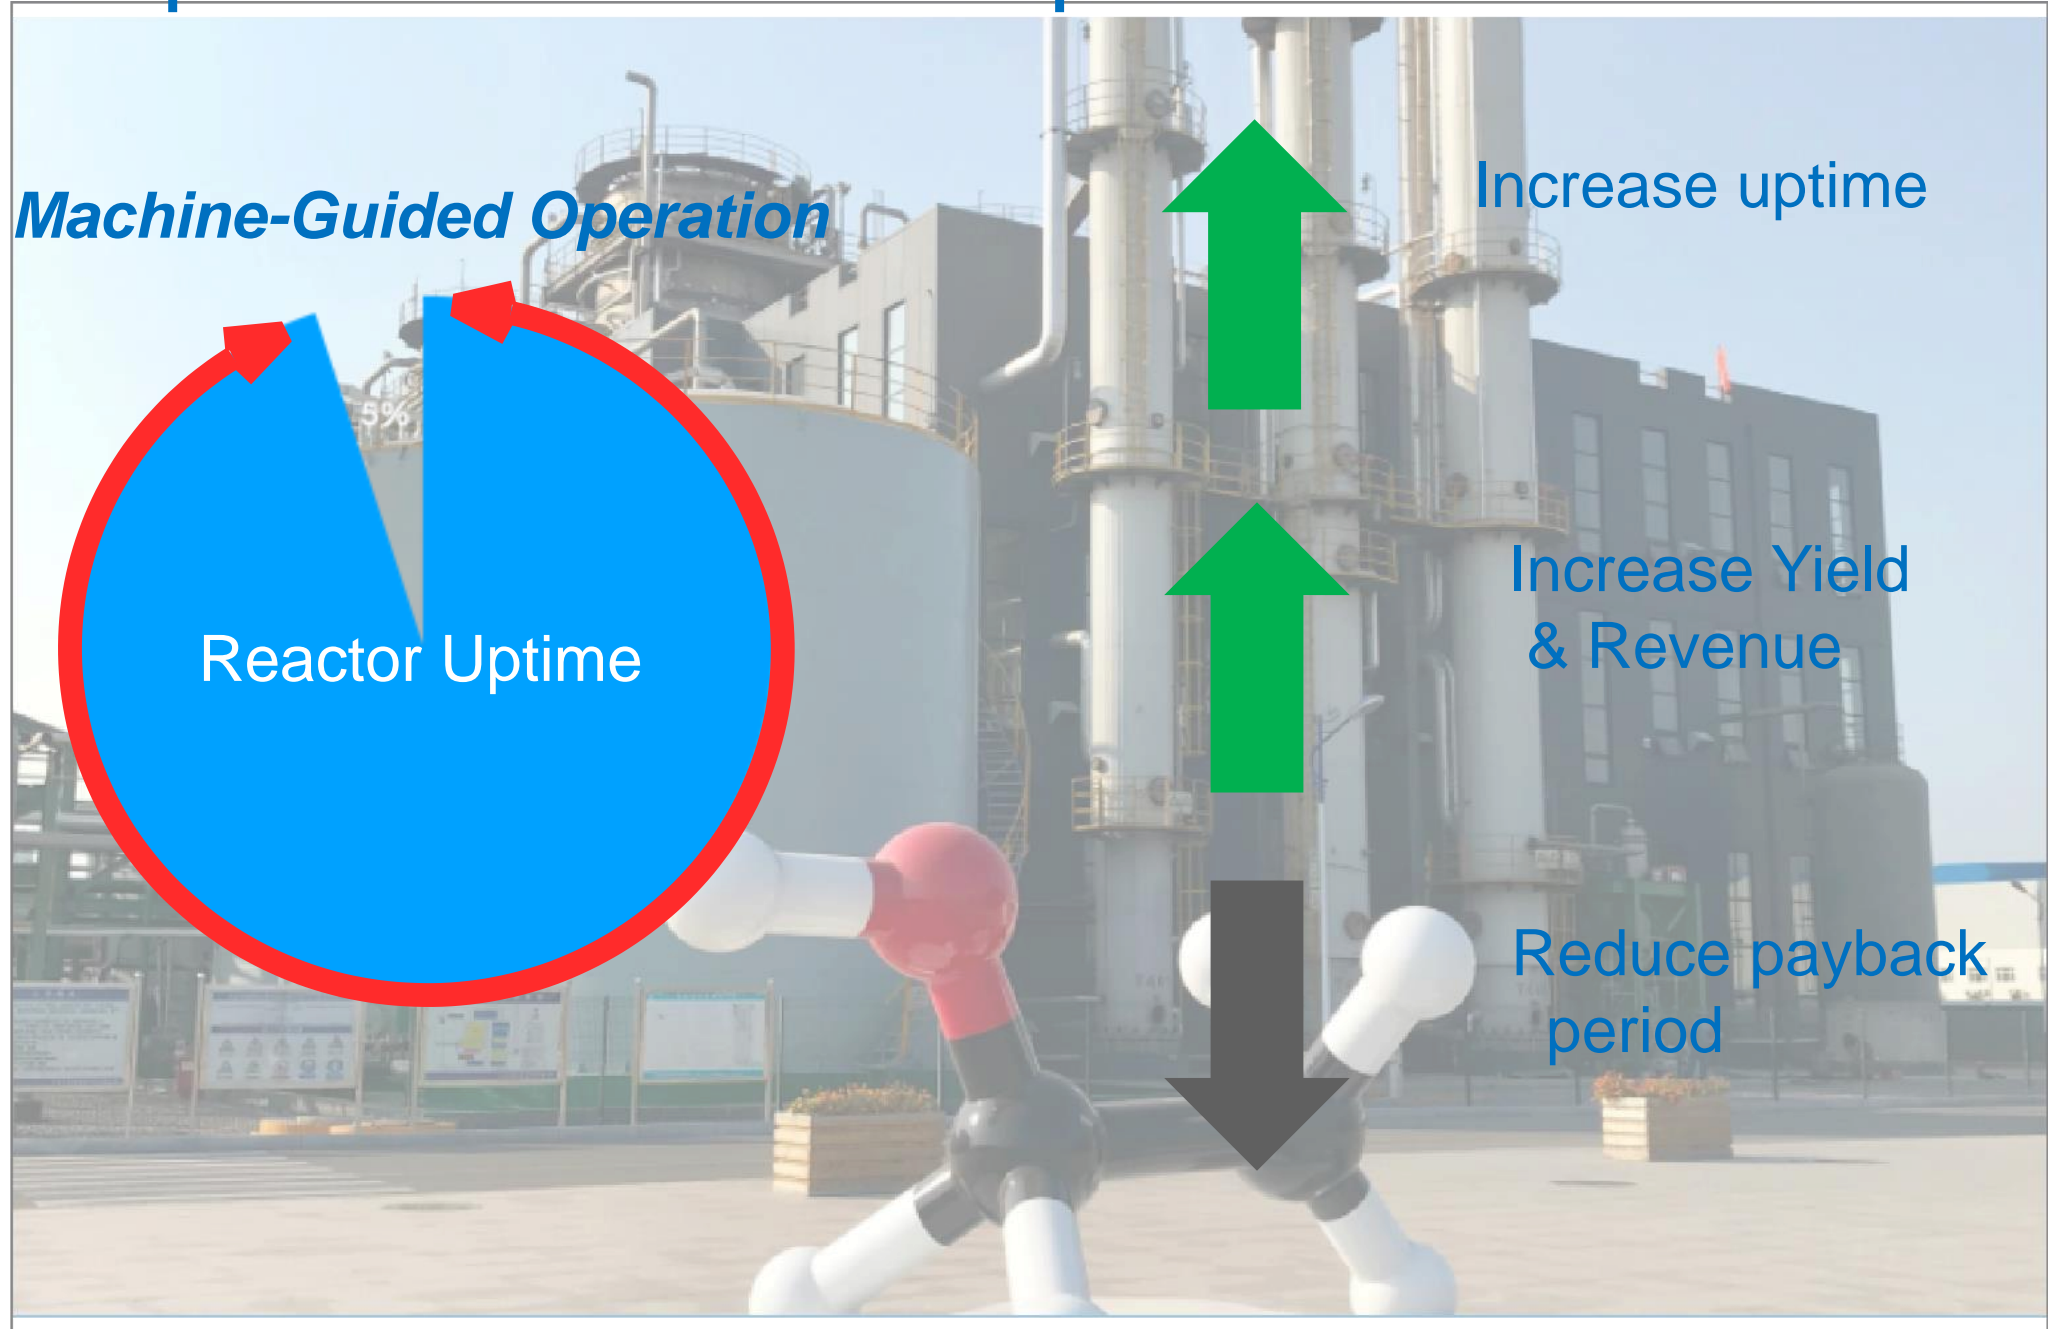 Machine-Guided Operation
5%
Reactor Uptime
Increase uptime
Increase Yield
& Revenue
Reduce payback
period